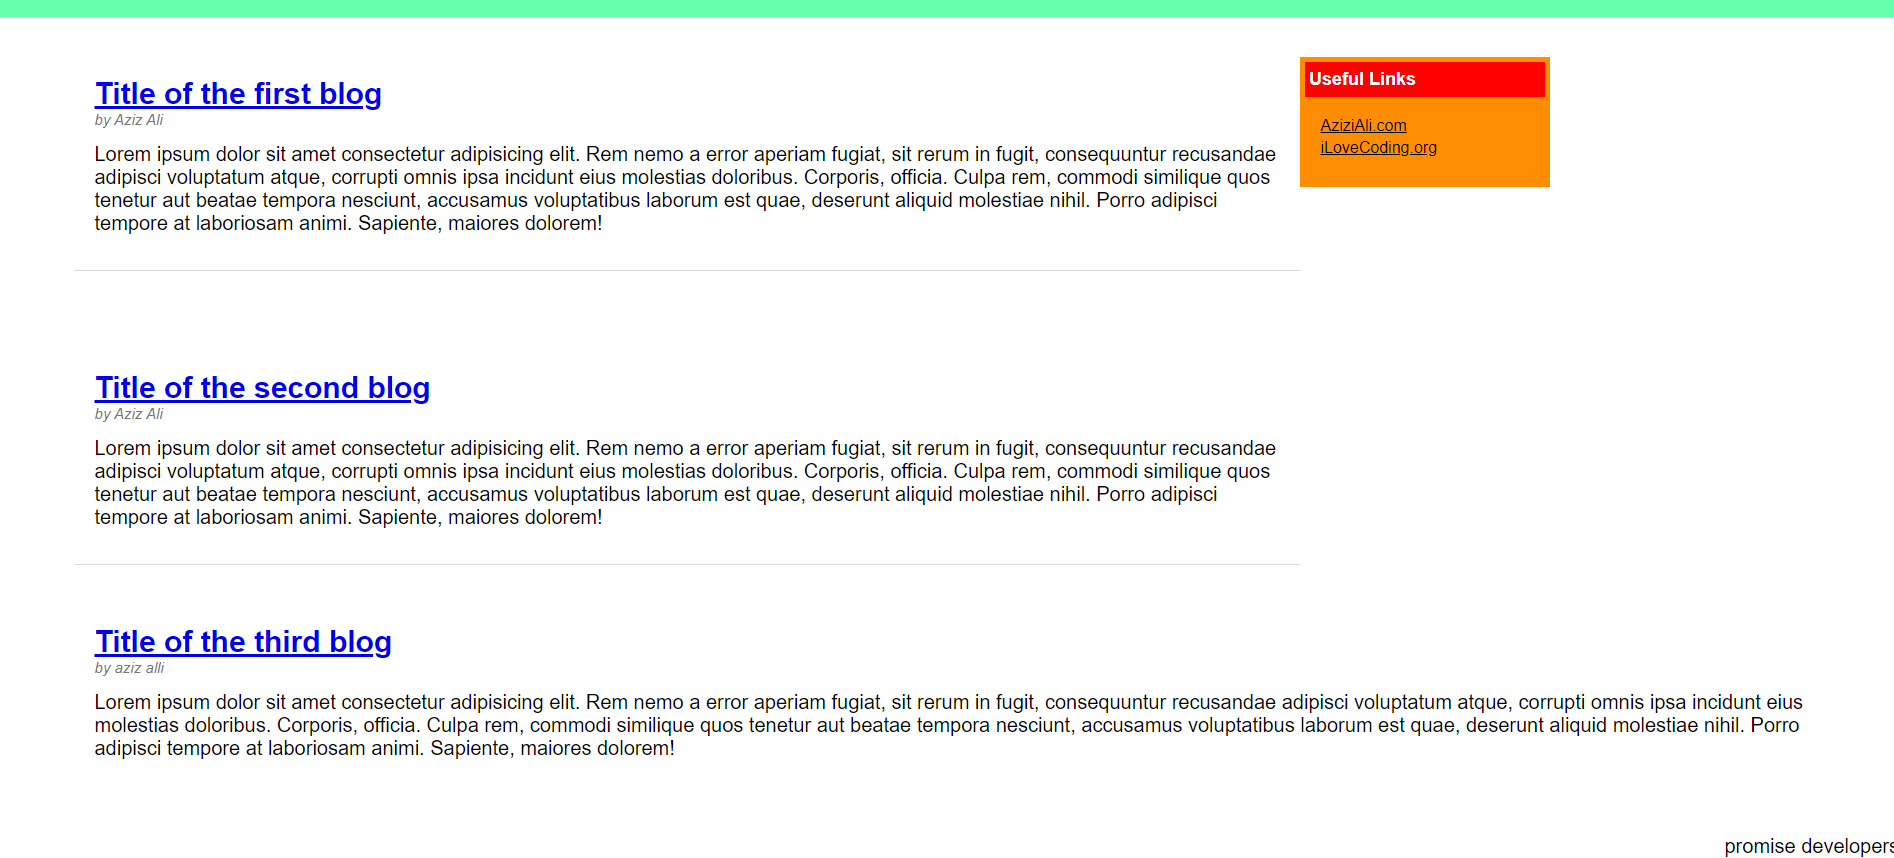 Title of the first blog
by Aziz Ali
Lorem ipsum dolor sit amet consectetur adipisicing elit. Rem nemo a error aperiam fugiat, sit rerum in fugit, consequuntur recusandae
adipisci voluptatum atque, corrupti omnis ipsa incidunt eius molestias doloribus. Corporis, officia. Culpa rem, commodi similique quos
tenetur aut beatae tempora nesciunt, accusamus voluptatibus laborum est quae, deserunt aliquid molestiae nihil. Porro adipisci
tempore at laboriosam animi. Sapiente, maiores dolorem!
Useful Links
AziziAli.com
iLoveCoding.org
Title of the second blog
by Aziz Ali
Lorem ipsum dolor sit amet consectetur adipisicing elit. Rem nemo a error aperiam fugiat, sit rerum in fugit, consequuntur recusandae
adipisci voluptatum atque, corrupti omnis ipsa incidunt eius molestias doloribus. Corporis, officia. Culpa rem, commodi similique quos
tenetur aut beatae tempora nesciunt, accusamus voluptatibus laborum est quae, deserunt aliquid molestiae nihil. Porro adipisci
tempore at laboriosam animi. Sapiente, maiores dolorem!
Title of the third blog
by aziz alli
Lorem ipsum dolor sit amet consectetur adipisicing elit. Rem nemo a error aperiam fugiat, sit rerum in fugit, consequuntur recusandae adipisci voluptatum atque, corrupti omnis ipsa incidunt eius
molestias doloribus. Corporis, officia. Culpa rem, commodi similique quos tenetur aut beatae tempora nesciunt, accusamus voluptatibus laborum est quae, deserunt aliquid molestiae nihil. Porro
adipisci tempore at laboriosam animi. Sapiente, maiores dolorem!
promise developers